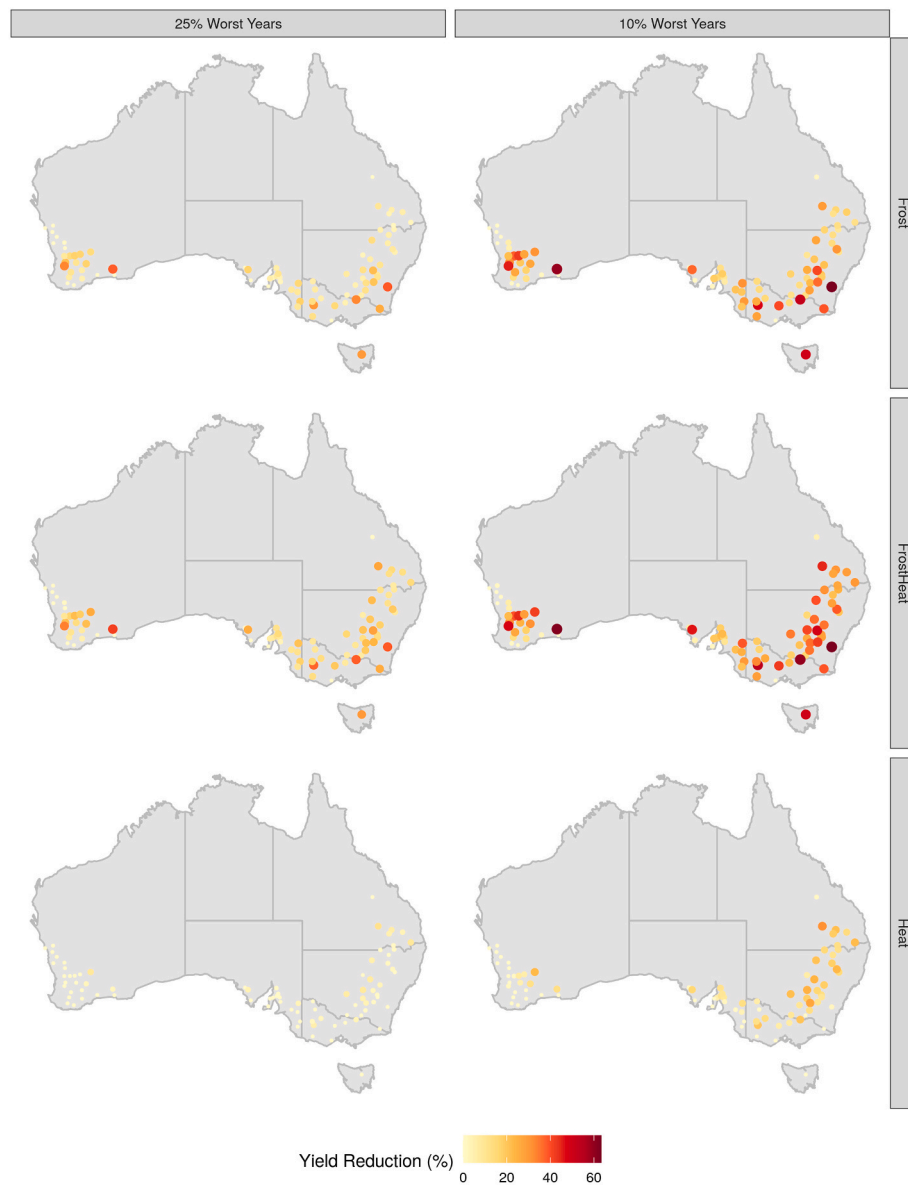 25% Worst Years
10% Worst Years
Frost
FrostHeat
Heat
Yield Reduction (%)
0 20 40 60